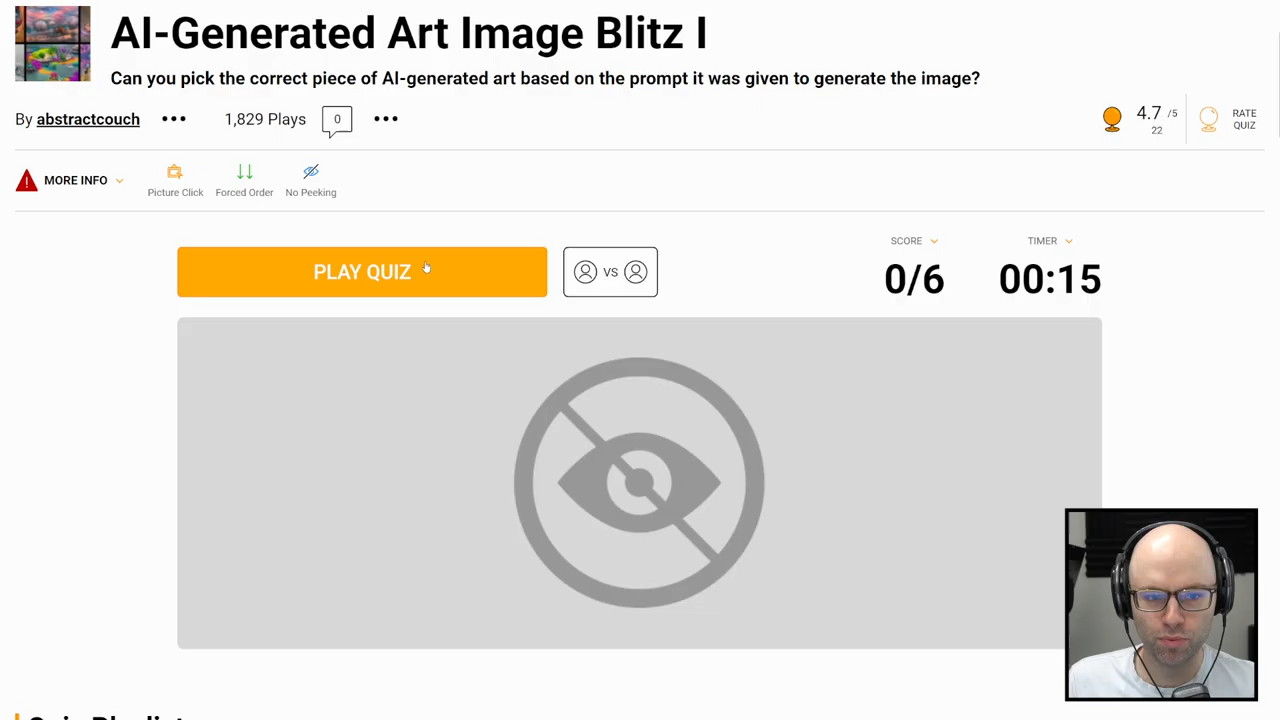 AI-Generated Art Image Blitz I
Can you pick the correct piece of AI-generated art based on the prompt it was given to generate the image?
By abstractcouch ••• 1,829 Plays 0 •••
4.7 /5
22
RATE
QUIZ
MORE INFO
Picture Click
Forced Order
No Peeking
PLAY QUIZ
VS
SCORE
0/6
TIMER
00:15